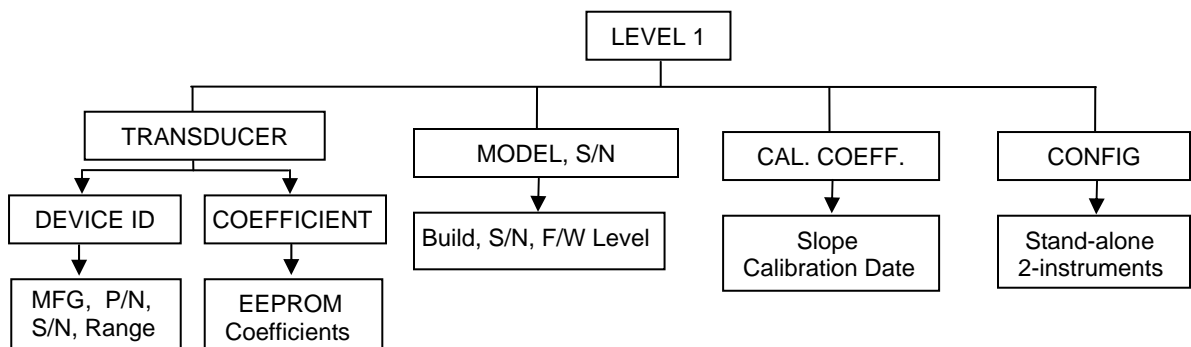 LEVEL 1
TRANSDUCER
MODEL, S/N
CAL. COEFF.
CONFIG
DEVICE ID
COEFFICIENT
Build, S/N, F/W Level
Slope
Calibration Date
Stand-alone
2-instruments
MFG, P/N,
S/N, Range
EEPROM
Coefficients